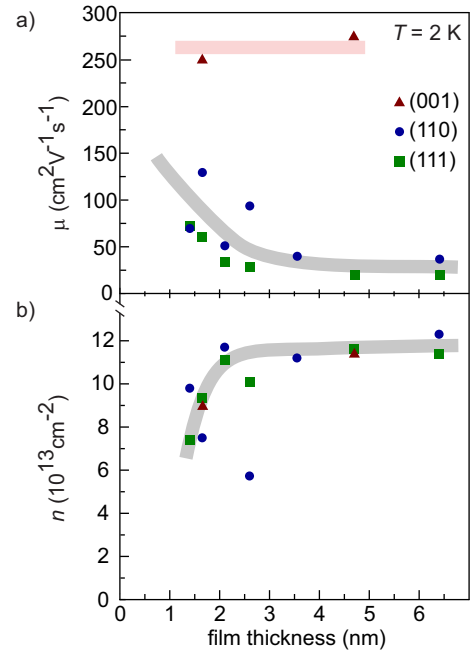 a)
300
T = 2 K
250
200
(001)
(110)
150
(111)
100
50
0
μ (cm²V⁻¹s⁻¹)
b)
12
10
8
6
4
2
0
n (10¹³cm⁻²)
0 1 2 3 4 5 6
film thickness (nm)